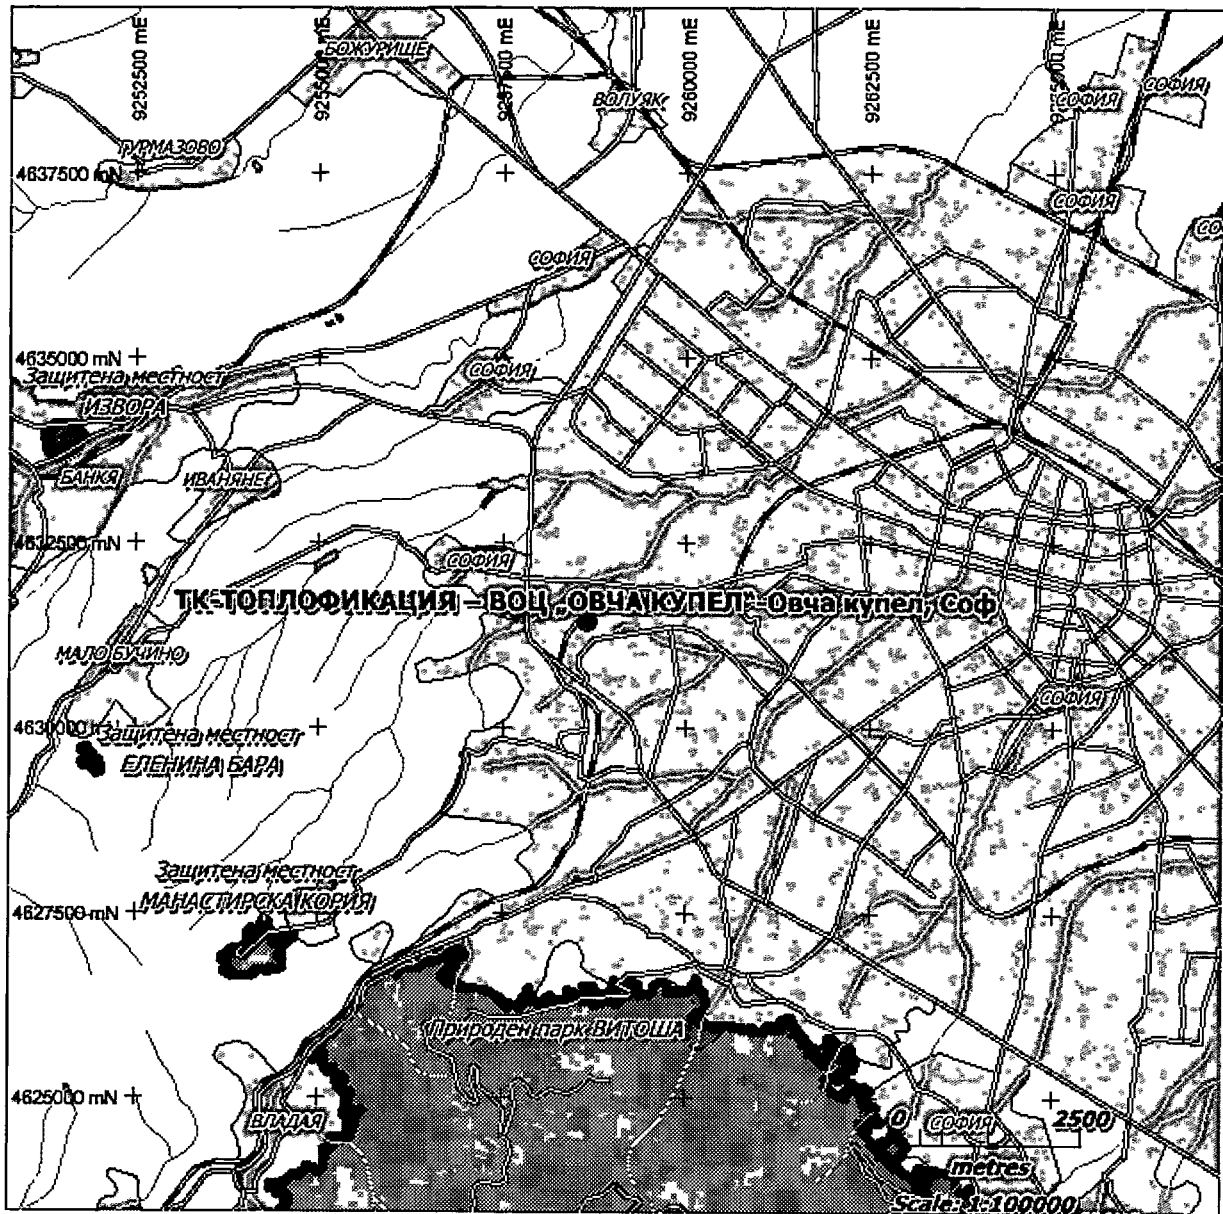 9252500 mE
9255000 mE
9257500 mE
9260000 mE
9262500 mE
БОЖУРИЩЕ
ВОЛУЯК
СОФИЯ
СОФИЯ
ГУРМАЗОВО
4637500 mN
СОФИЯ
СОФИЯ
4635000 mN
Защитена местност
ИЗВОРА
СОФИЯ
БАНКЯ
ИВАНЯНЕ
4632500 mN
СОФИЯ
ТК-ТОПЛОФИКАЦИЯ – ВОЦ „ОВЧА КУПЕЛ"-Овча купел, Соф
МАЛО БУЧИНО
СОФИЯ
4630000 mN
Защитена местност
ЕЛЕНИНА БАРА
Защитена местност
МАНАСТИРСКА КОРИЯ
4627500 mN
Природен парк ВИТОША
4625000 mN
ВЛАДАЯ
0
СОФИЯ
2500
metres
Scale: 1:100000